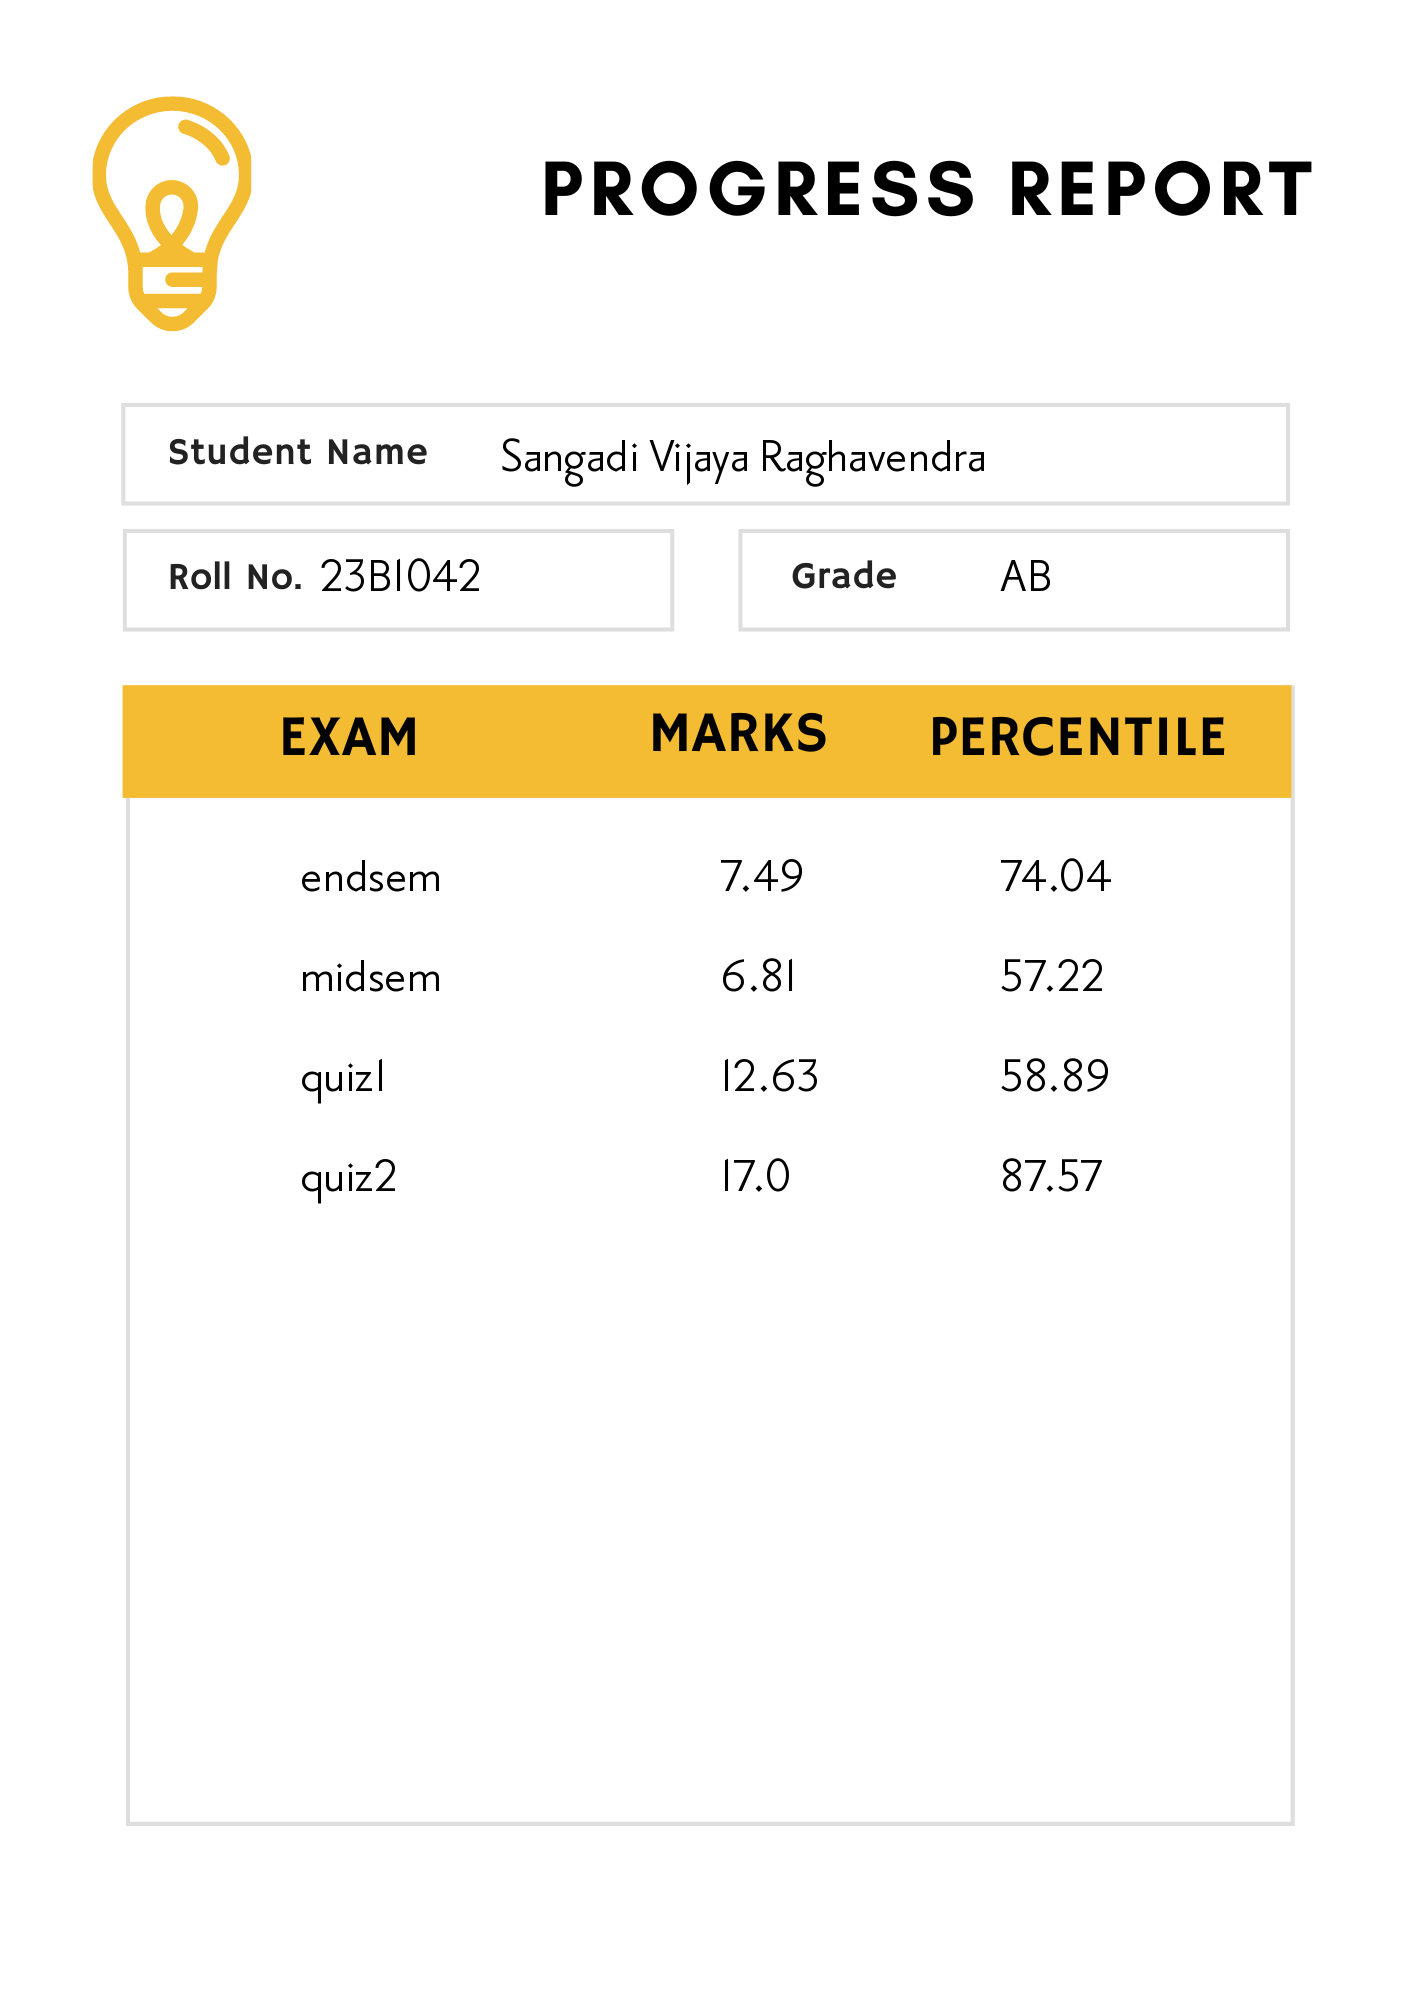 PROGRESS REPORT
Student Name Sangadi Vijaya Raghavendra
Roll No. 23B1042 Grade AB
EXAM MARKS PERCENTILE
endsem 7.49 74.04
midsem 6.81 57.22
quiz1 12.63 58.89
quiz2 17.0 87.57